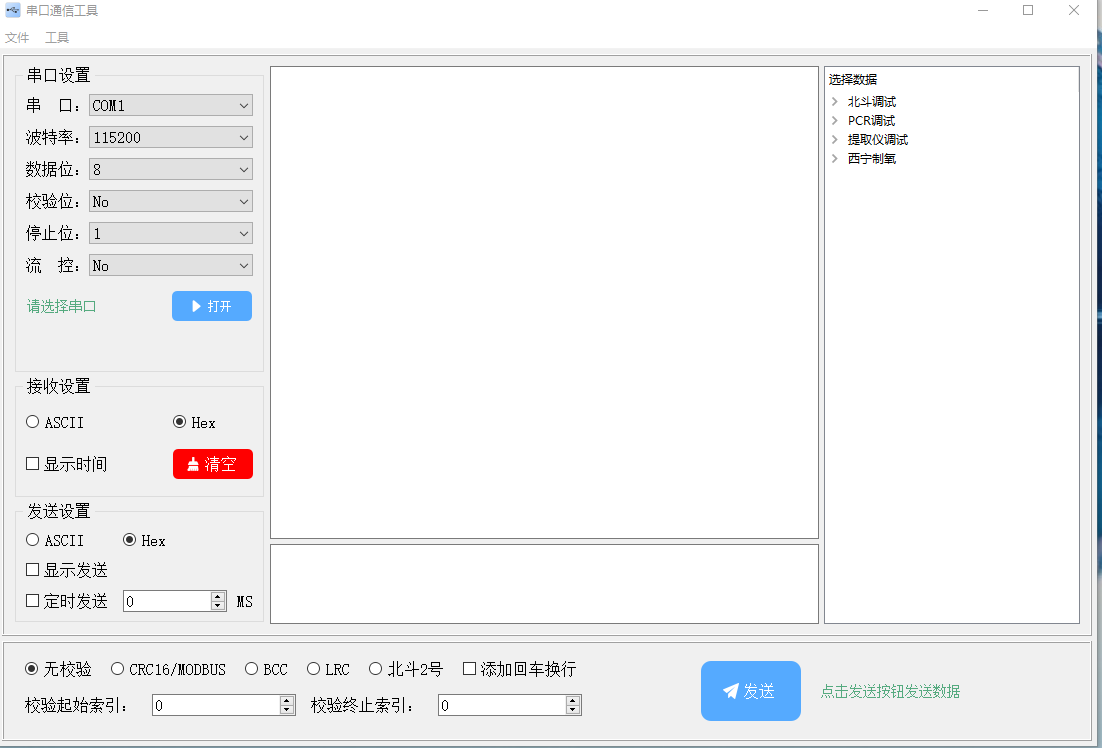 串口通信工具
文件 工具
串口设置
串 口: COM1
波特率: 115200
数据位: 8
校验位: No
停止位: 1
流 控: No
请选择串口 打开
接收设置
ASCII Hex
显示时间 清空
发送设置
ASCII Hex
显示发送
定时发送 0 MS
选择数据
北斗调试
PCR调试
提取仪调试
西宁制氧
无校验 CRC16/MODBUS BCC LRC 北斗2号 添加回车换行
校验起始索引: 0 校验终止索引: 0
发送 点击发送按钮发送数据